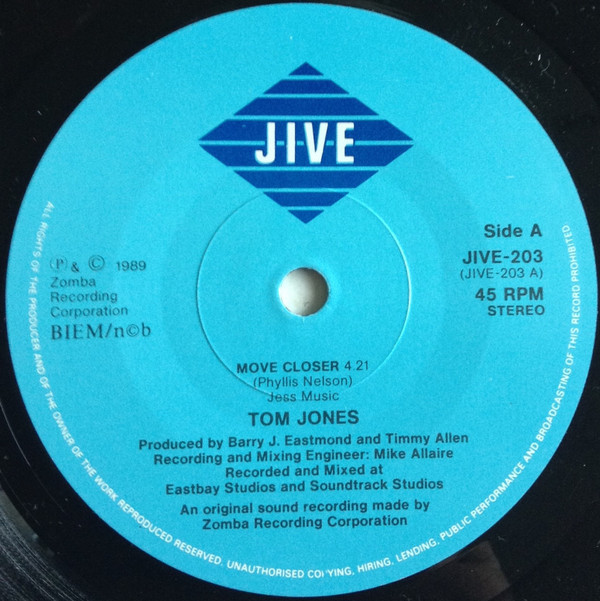 JIVE
Side A
JIVE-203
(JIVE-203 A)
45 RPM
STEREO
℗ & © 1989
Zomba
Recording
Corporation
BIEM/n©b
MOVE CLOSER 4.21
(Phyllis Nelson)
Jess Music
TOM JONES
Produced by Barry J. Eastmond and Timmy Allen
Recording and Mixing Engineer: Mike Allaire
Recorded and Mixed at
Eastbay Studios and Soundtrack Studios
An original sound recording made by
Zomba Recording Corporation
ALL RIGHTS OF THE PRODUCER AND OF THE OWNER OF THE WORK REPRODUCED RESERVED. UNAUTHORISED COPYING, HIRING, LENDING, PUBLIC PERFORMANCE AND BROADCASTING OF THIS RECORD PROHIBITED